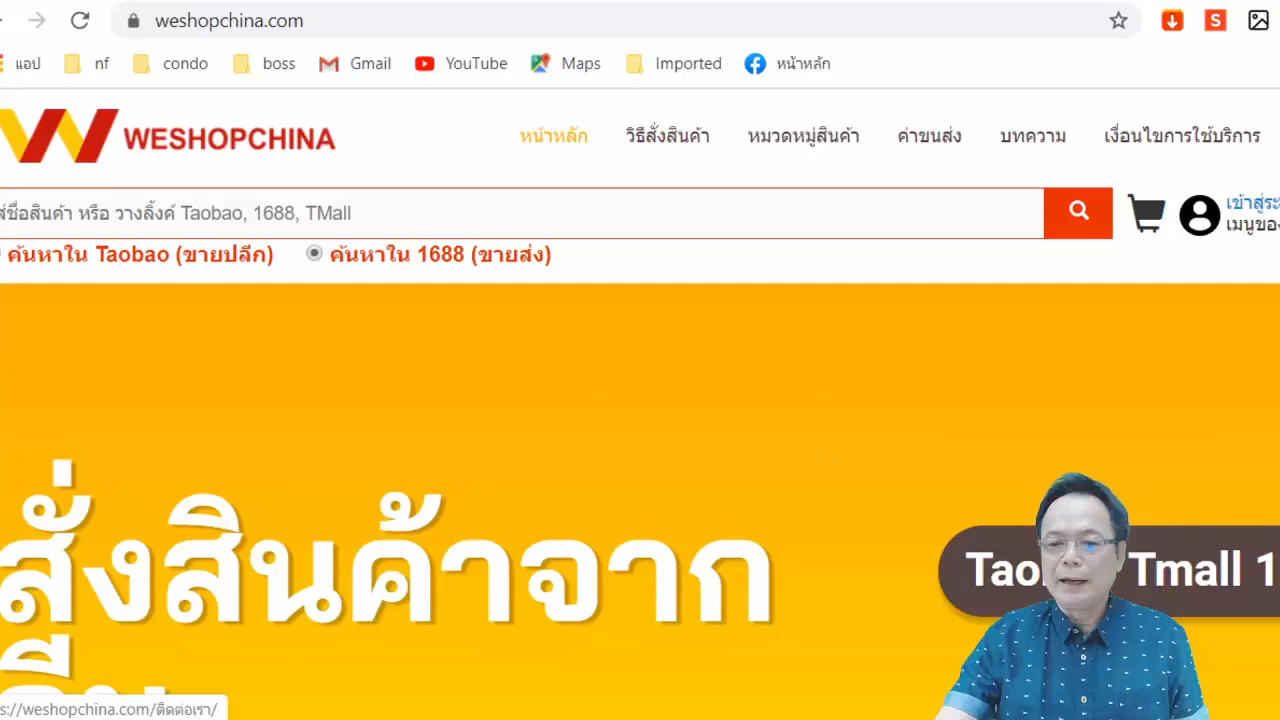 weshopchina.com
S
แอป nf condo boss Gmail YouTube Maps Imported หน้าหลัก
WESHOPCHINA
หน้าหลัก วิธีสั่งสินค้า หมวดหมู่สินค้า ค่าขนส่ง บทความ เงื่อนไขการใช้บริการ
ส่ชื่อสินค้า หรือ วางลิ้งค์ Taobao, 1688, TMall
เข้าสู่ระ
เมนูขอ
ค้นหาใน Taobao (ขายปลีก) ค้นหาใน 1688 (ขายส่ง)
สั่งสินค้าจาก
Tao Tmall 1
s://weshopchina.com/ติดต่อเรา/